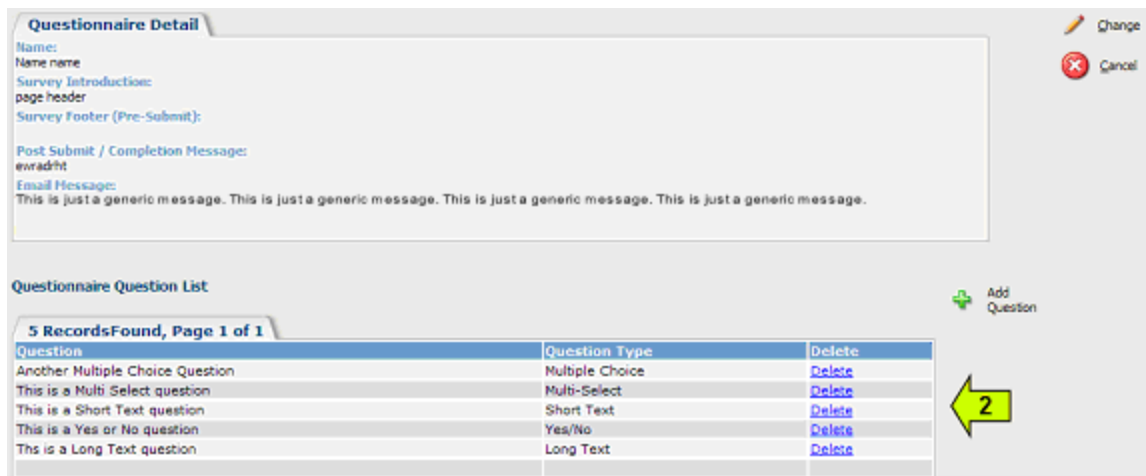 Questionnaire Detail
Change
Name:
Name name
Cancel
Survey Introduction:
page header
Survey Footer (Pre-Submit):
Post Submit / Completion Message:
ewradrht
Email Message:
This is just a generic message. This is just a generic message. This is just a generic message. This is just a generic message.
Questionnaire Question List
Add
Question
5 RecordsFound, Page 1 of 1
Question Question Type Delete
Another Multiple Choice Question Multiple Choice Delete
This is a Multi Select question Multi-Select Delete
This is a Short Text question Short Text Delete
2
This is a Yes or No question Yes/No Delete
Ths is a Long Text question Long Text Delete